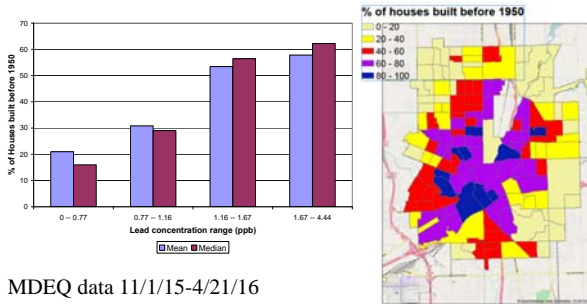 % of Houses built before 1950
70
60
50
40
30
20
10
0
0 -- 0.77
0.77 -- 1.16
1.16 -- 1.67
1.67 -- 4.44
Lead concentration range (ppb)
Mean
Median
MDEQ data 11/1/15-4/21/16
% of houses built before 1950
0 - 20
20 - 40
40 - 60
60 - 80
80 - 100